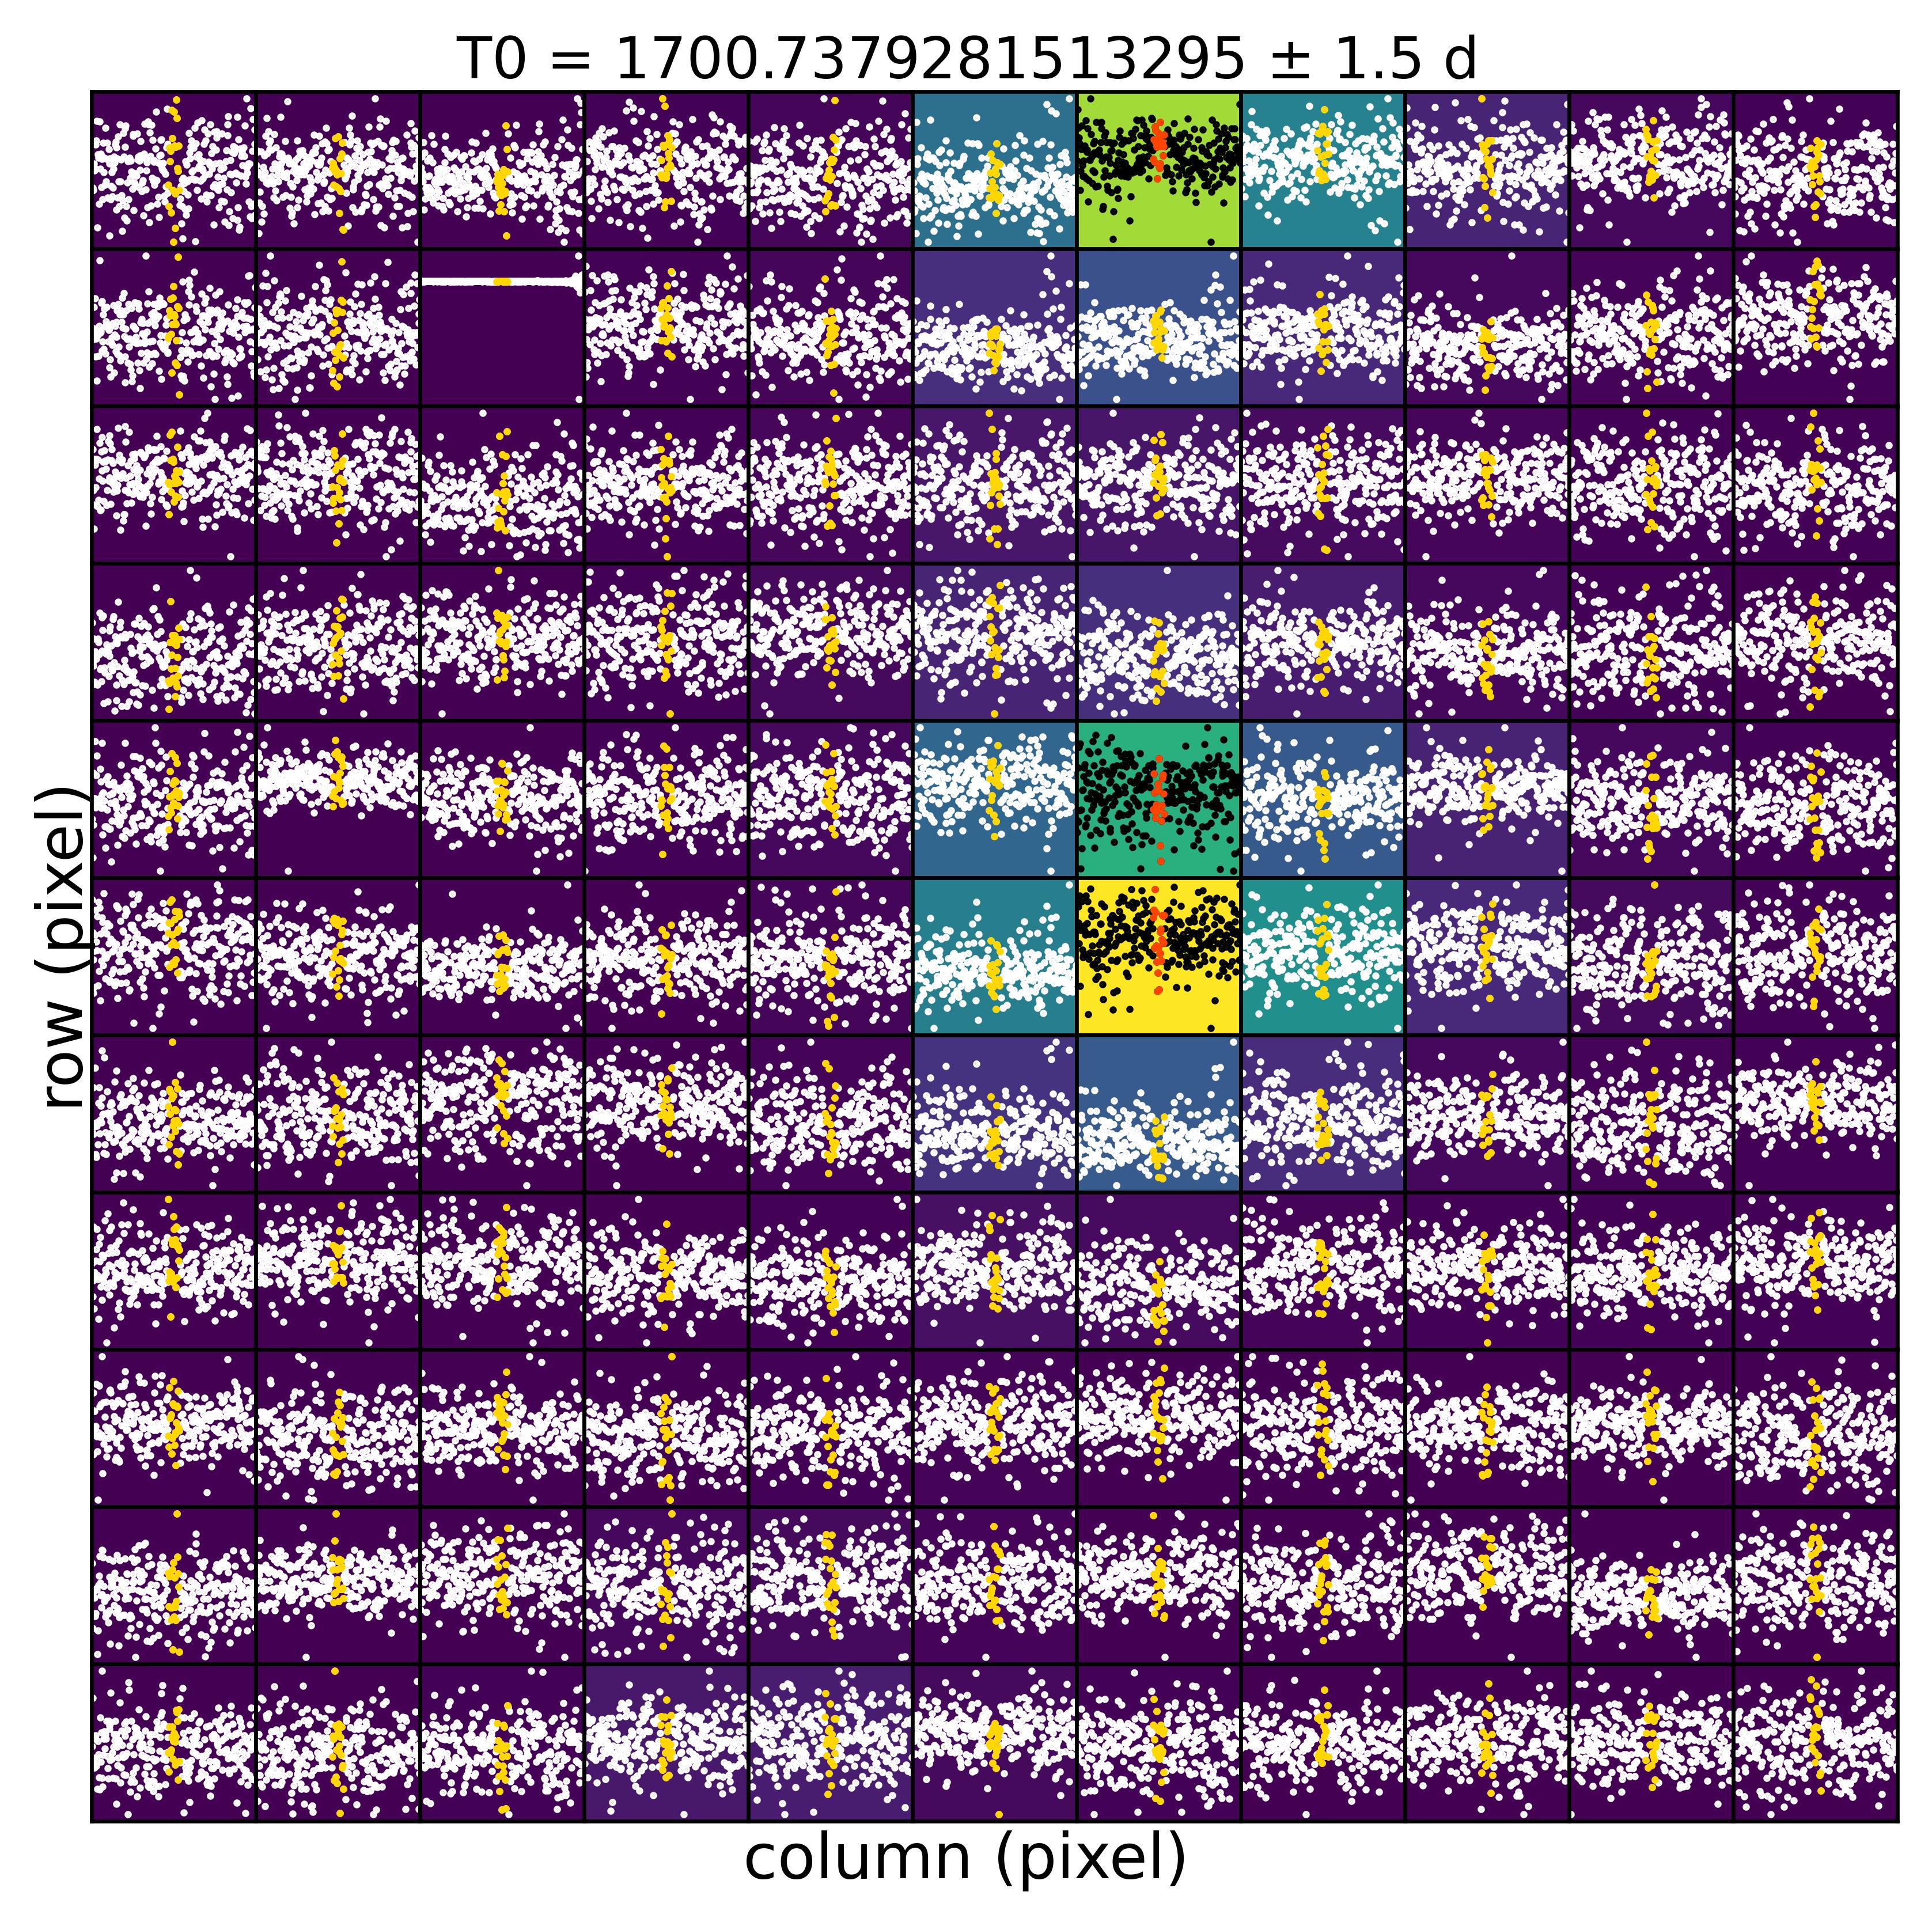 T0 = 1700.7379281513295 ± 1.5 d
row (pixel)
column (pixel)